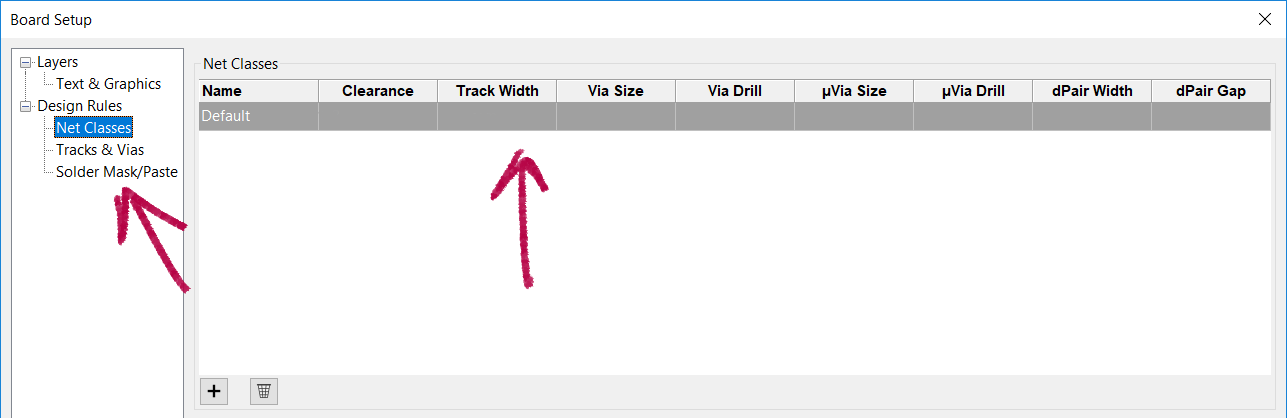 Board Setup
Layers
Text & Graphics
Design Rules
Net Classes
Tracks & Vias
Solder Mask/Paste
Net Classes
Name Clearance Track Width Via Size Via Drill µVia Size µVia Drill dPair Width dPair Gap
Default